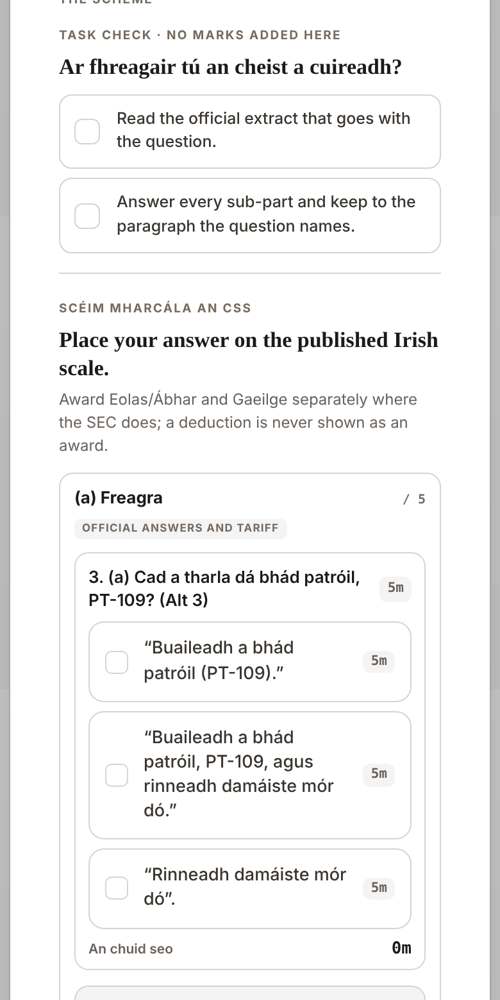 THE SCHEME
TASK CHECK · NO MARKS ADDED HERE
Ar fhreagair tú an cheist a cuireadh?
Read the official extract that goes with
the question.
Answer every sub-part and keep to the
paragraph the question names.
SCÉIM MHARCÁLA AN CSS
Place your answer on the published Irish
scale.
Award Eolas/Ábhar and Gaeilge separately where
the SEC does; a deduction is never shown as an
award.
(a) Freagra / 5
OFFICIAL ANSWERS AND TARIFF
3. (a) Cad a tharla dá bhád patróil,
PT-109? (Alt 3)
5m
“Buaileadh a bhád
patróil (PT-109).”
5m
“Buaileadh a bhád
patróil, PT-109, agus
rinneadh damáiste mór
dó.”
5m
“Rinneadh damáiste mór
dó”.
5m
An chuid seo 0m